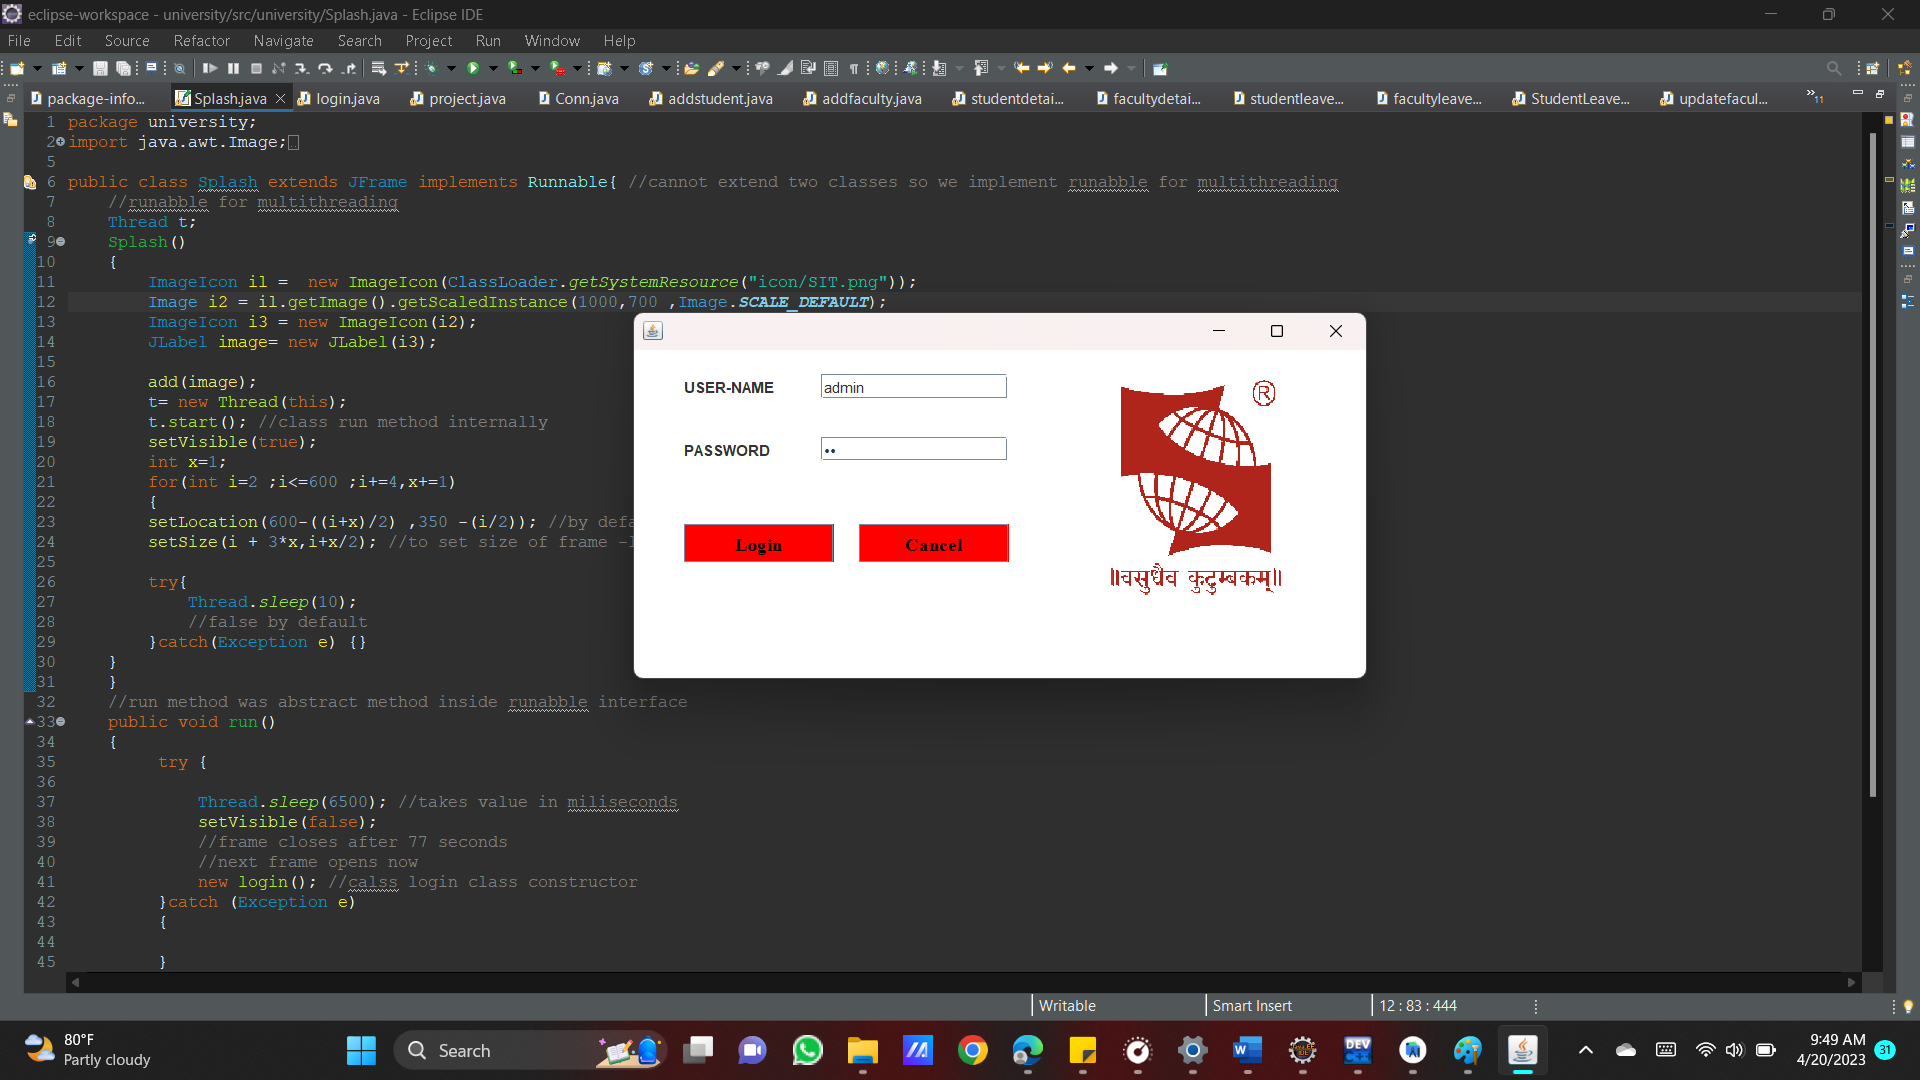 eclipse-workspace - university/src/university/Splash.java - Eclipse IDE
File Edit Source Refactor Navigate Search Project Run Window Help
package-info... Splash.java login.java project.java Conn.java addstudent.java addfaculty.java studentdetai... facultydetai... studentleave... facultyleave... StudentLeave... updatefacul... »11
1 package university;
2 import java.awt.Image;
5
6 public class Splash extends JFrame implements Runnable{ //cannot extend two classes so we implement runabble for multithreading
7 //runabble for multithreading
8 Thread t;
9 Splash()
10 {
11 ImageIcon il = new ImageIcon(ClassLoader.getSystemResource("icon/SIT.png"));
12 Image i2 = il.getImage().getScaledInstance(1000,700 ,Image.SCALE_DEFAULT);
13 ImageIcon i3 = new ImageIcon(i2);
14 JLabel image= new JLabel(i3);
15
16 add(image);
17 t= new Thread(this);
18 t.start(); //class run method internally
19 setVisible(true);
20 int x=1;
21 for(int i=2 ;i<=600 ;i+=4,x+=1)
22 {
23 setLocation(600-((i+x)/2) ,350 -(i/2)); //by defa
24 setSize(i + 3*x,i+x/2); //to set size of frame -
25
26 try{
27 Thread.sleep(10);
28 //false by default
29 }catch(Exception e) {}
30 }
31 }
32 //run method was abstract method inside runabble interface
33 public void run()
34 {
35 try {
36
37 Thread.sleep(6500); //takes value in miliseconds
38 setVisible(false);
39 //frame closes after 77 seconds
40 //next frame opens now
41 new login(); //calss login class constructor
42 }catch (Exception e)
43 {
44
45 }
USER-NAME admin
PASSWORD ••
Login Cancel
®
॥वसुधैव कुटुम्बकम्॥
Writable Smart Insert 12 : 83 : 444
80°F
Partly cloudy
Search
DEV
9:49 AM
4/20/2023
31